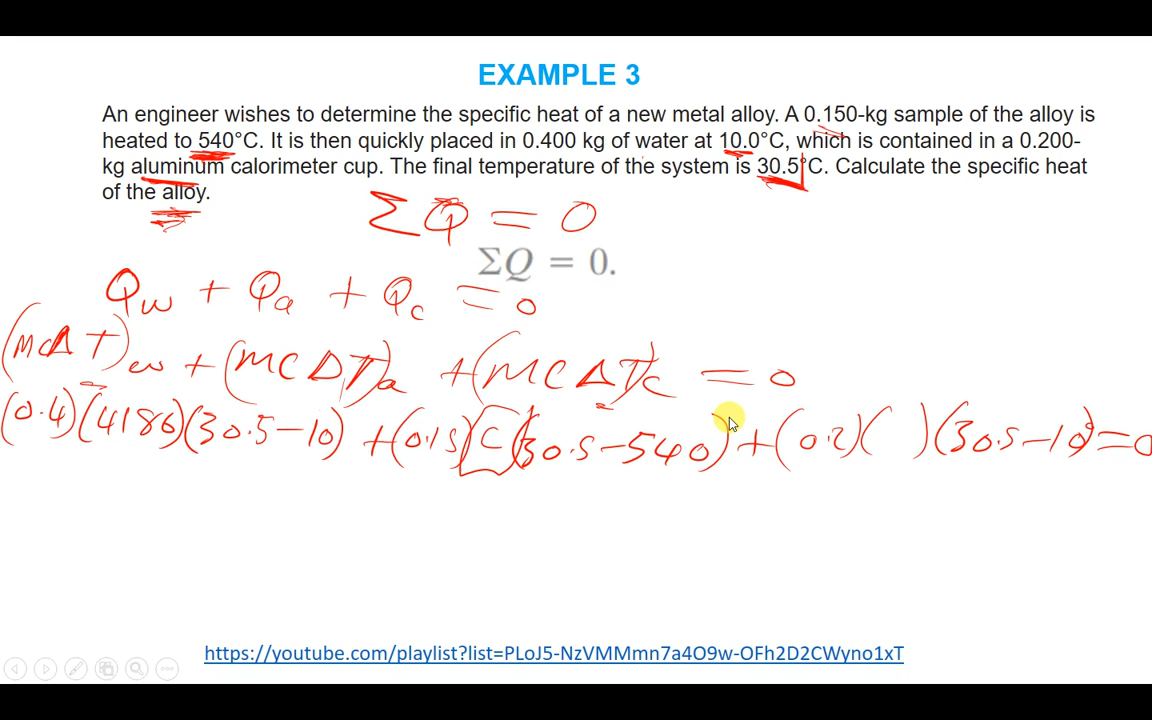 EXAMPLE 3
An engineer wishes to determine the specific heat of a new metal alloy. A 0.150-kg sample of the alloy is
heated to 540°C. It is then quickly placed in 0.400 kg of water at 10.0°C, which is contained in a 0.200-
kg aluminum calorimeter cup. The final temperature of the system is 30.5°C. Calculate the specific heat
of the alloy.
ΣQ = 0
ΣQ = 0.
Qw + Qa + Qc = 0
(MCΔT)w + (MCΔT)a + (MCΔT)c = 0
(0.4)(4186)(30.5-10) + (0.15)(C)(30.5-540) + (0.2)( )(30.5-10)=0
https://youtube.com/playlist?list=PLoJ5-NzVMMmn7a4O9w-OFh2D2CWyno1xT